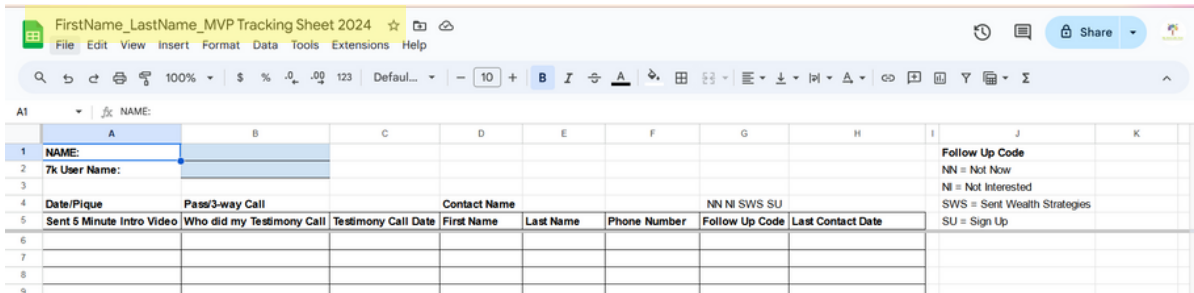 FirstName_LastName_MVP Tracking Sheet 2024
File Edit View Insert Format Data Tools Extensions Help
Share
100% $ % .0 .00 123 Defaul... 10 B I A
A1 fx NAME:
A B C D E F G H I J K
1 NAME: Follow Up Code
2 7k User Name: NN = Not Now
3 NI = Not Interested
4 Date/Pique Pass/3-way Call Contact Name NN NI SWS SU SWS = Sent Wealth Strategies
5 Sent 5 Minute Intro Video Who did my Testimony Call Testimony Call Date First Name Last Name Phone Number Follow Up Code Last Contact Date SU = Sign Up
6
7
8
9